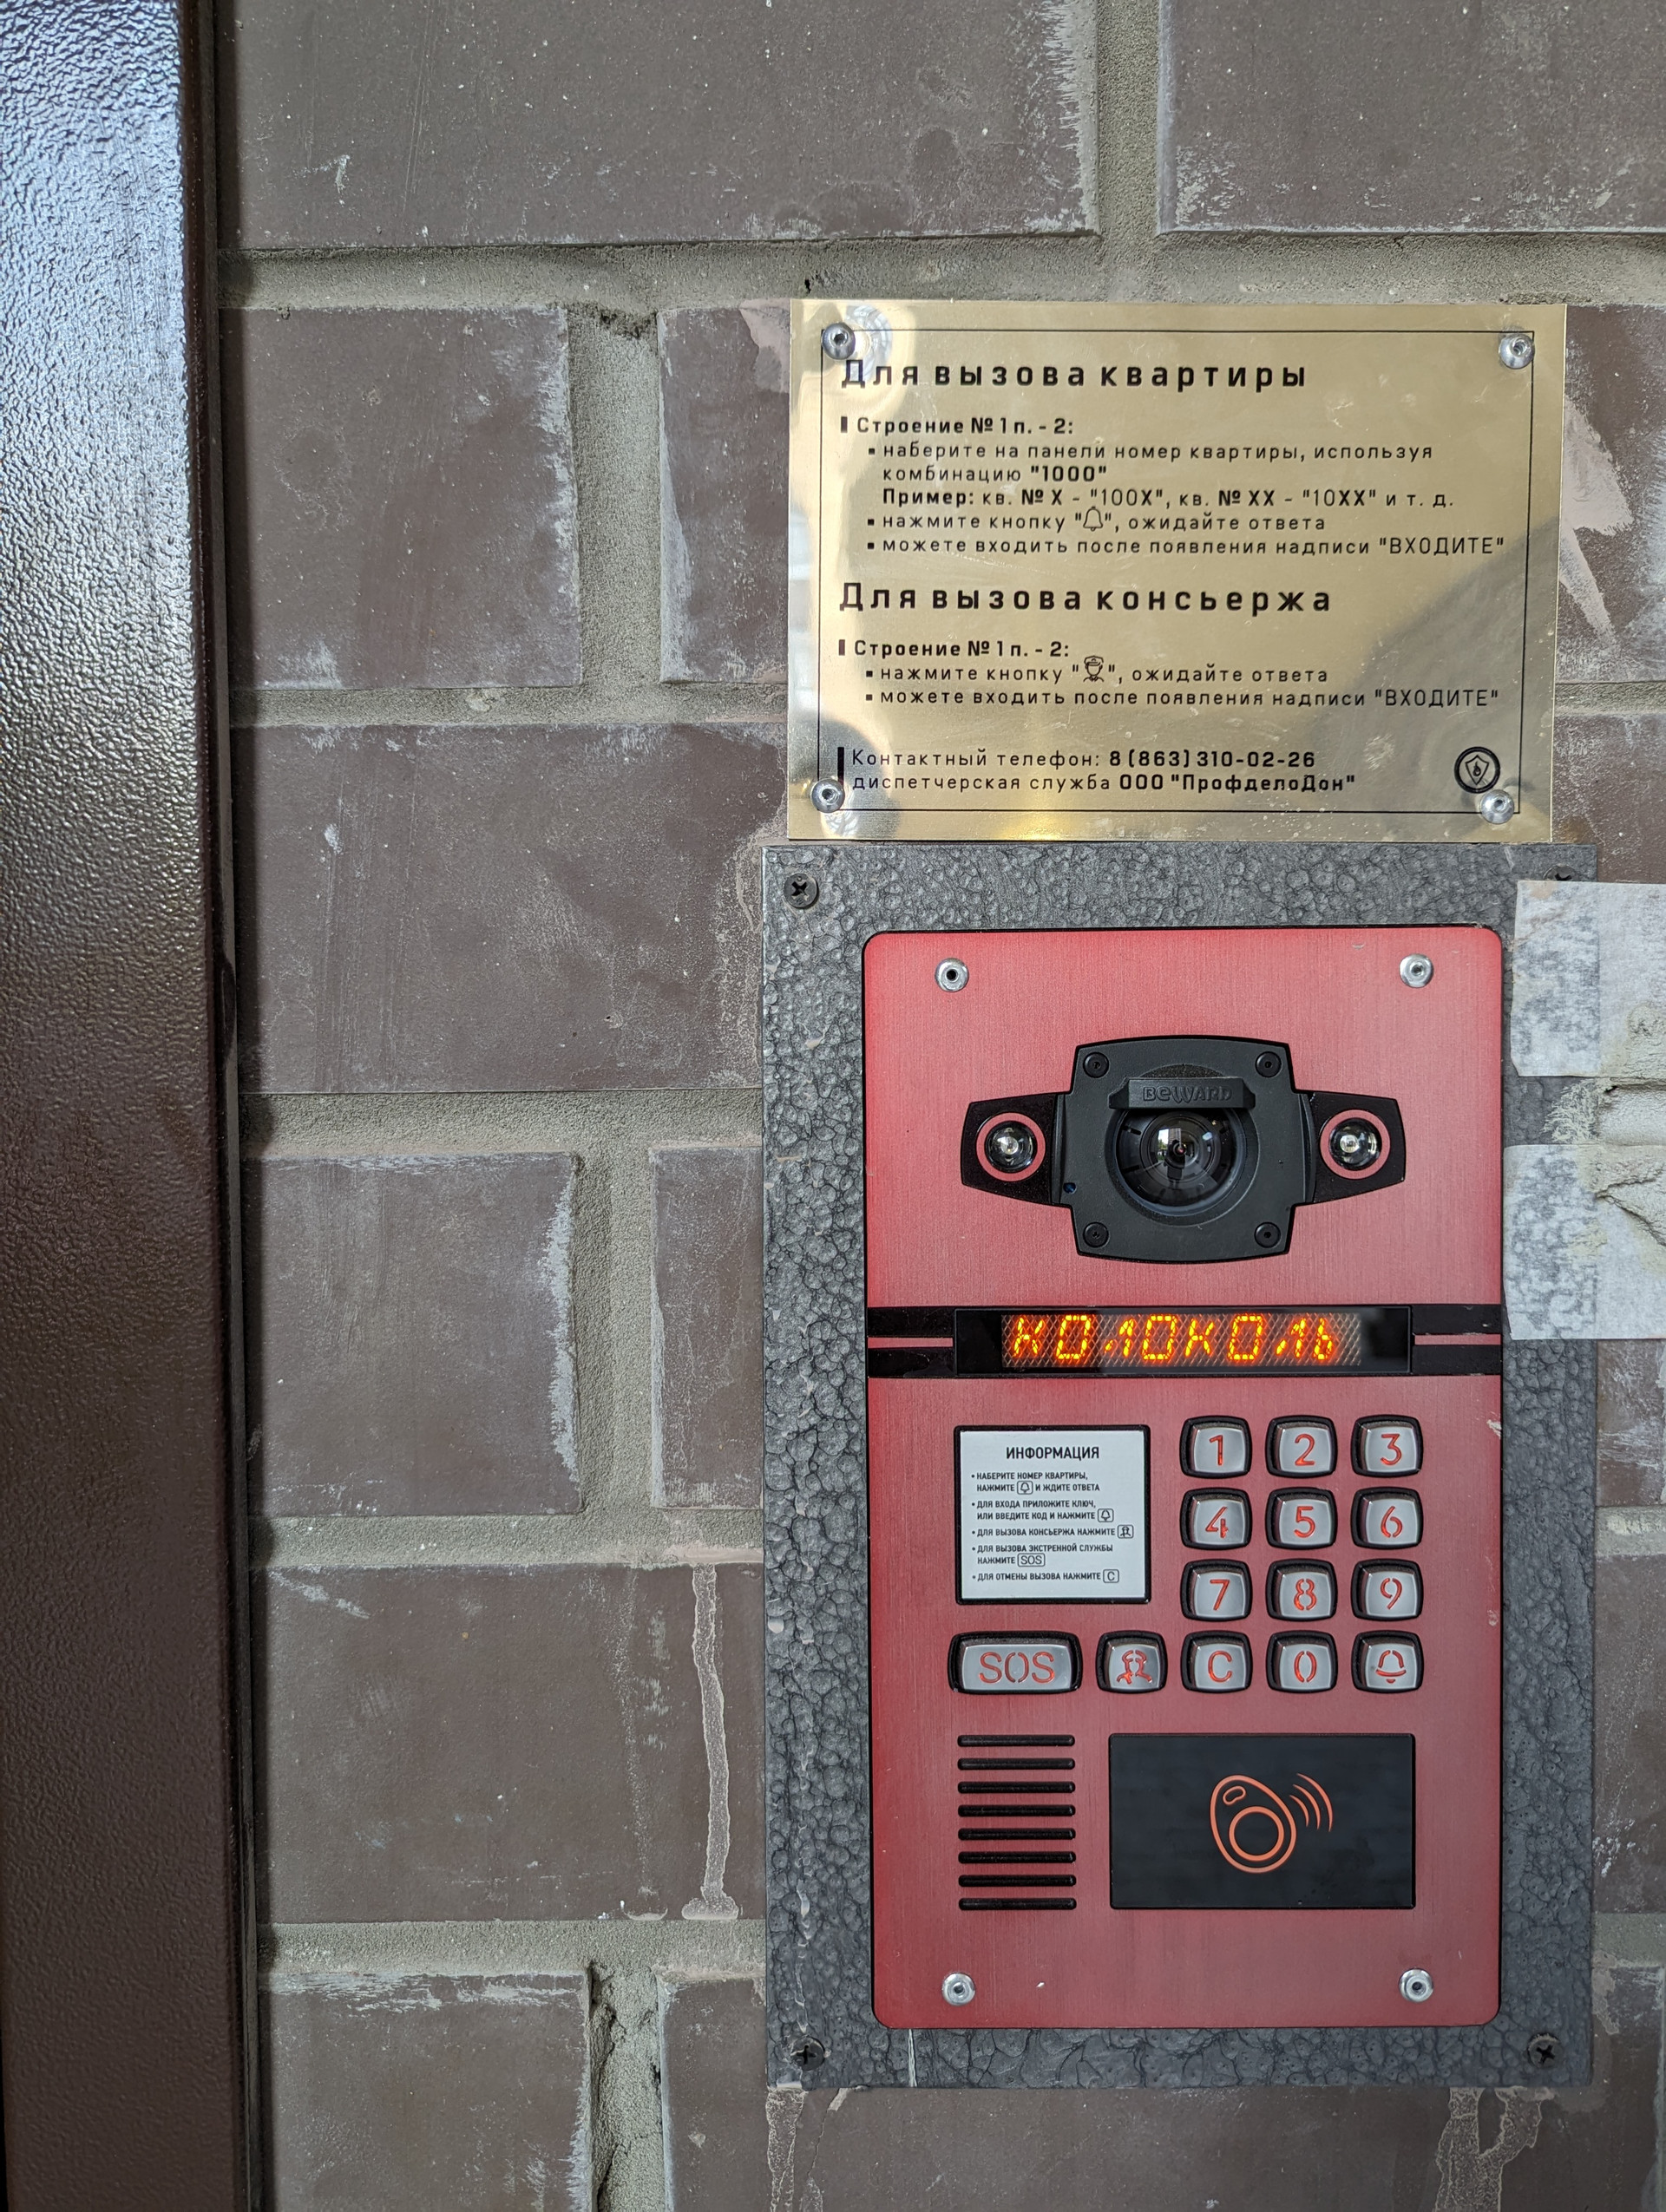 Для вызова квартиры
Строение № 1 п. - 2:
▪ наберите на панели номер квартиры, используя
комбинацию "1000"
Пример: кв. № X - "100X", кв. № XX - "10XX" и т. д.
▪ нажмите кнопку "🔔", ожидайте ответа
▪ можете входить после появления надписи "ВХОДИТЕ"
Для вызова консьержа
Строение № 1 п. - 2:
▪ нажмите кнопку "", ожидайте ответа
▪ можете входить после появления надписи "ВХОДИТЕ"
Контактный телефон: 8 (863) 310-02-26
диспетчерская служба ООО "ПрофделоДон"
BEWARD
КОЛОКОЛЬ
ИНФОРМАЦИЯ
• НАБЕРИТЕ НОМЕР КВАРТИРЫ,
НАЖМИТЕ 🔔 И ЖДИТЕ ОТВЕТА
• ДЛЯ ВХОДА ПРИЛОЖИТЕ КЛЮЧ,
ИЛИ ВВЕДИТЕ КОД И НАЖМИТЕ 🔔
• ДЛЯ ВЫЗОВА КОНСЬЕРЖА НАЖМИТЕ
• ДЛЯ ВЫЗОВА ЭКСТРЕННОЙ СЛУЖБЫ
НАЖМИТЕ SOS
• ДЛЯ ОТМЕНЫ ВЫЗОВА НАЖМИТЕ C
1 2 3
4 5 6
7 8 9
SOS C 0